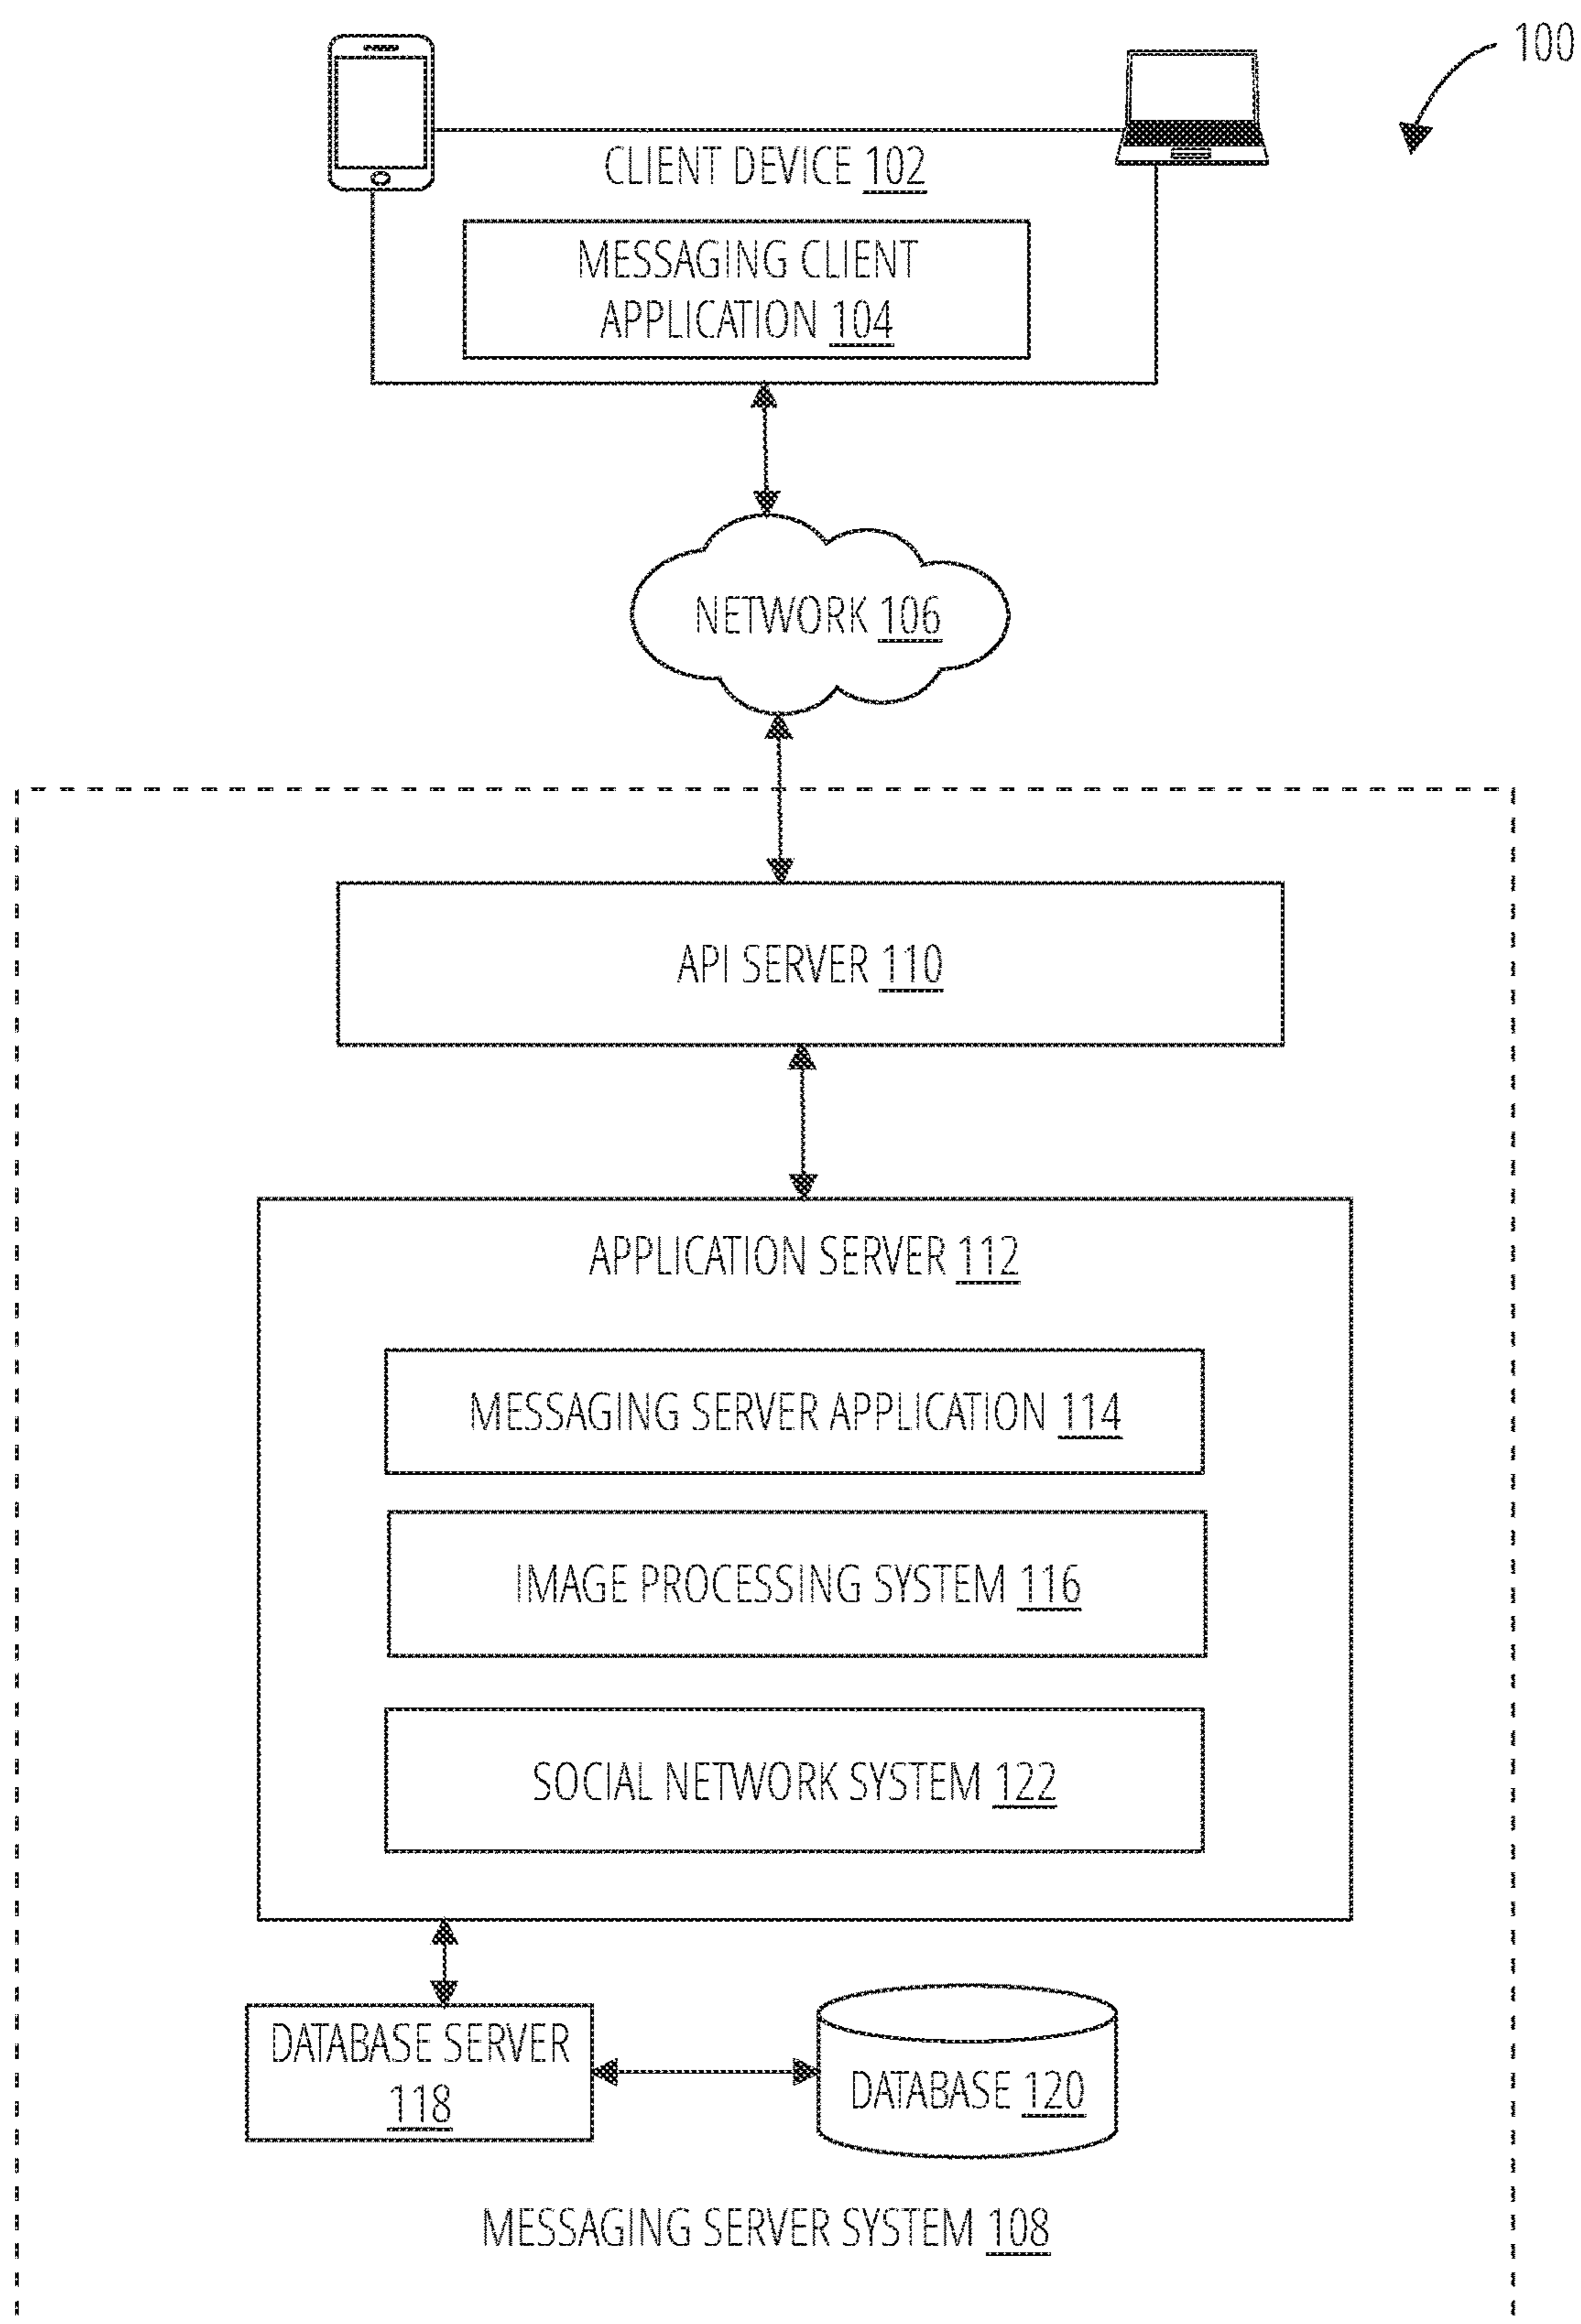 100
CLIENT DEVICE 102
MESSAGING CLIENT
APPLICATION 104
NETWORK 106
API SERVER 110
APPLICATION SERVER 112
MESSAGING SERVER APPLICATION 114
IMAGE PROCESSING SYSTEM 116
SOCIAL NETWORK SYSTEM 122
DATABASE SERVER
118
DATABASE 120
MESSAGING SERVER SYSTEM 108